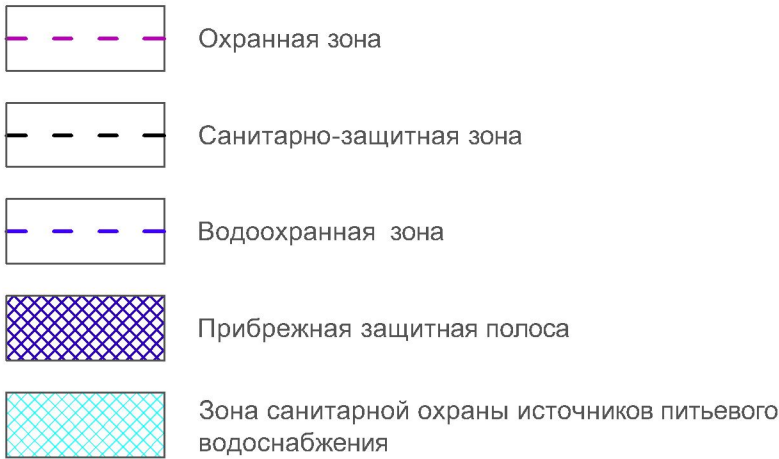 Охранная зона
Санитарно-защитная зона
Водоохранная зона
Прибрежная защитная полоса
Зона санитарной охраны источников питьевого
водоснабжения